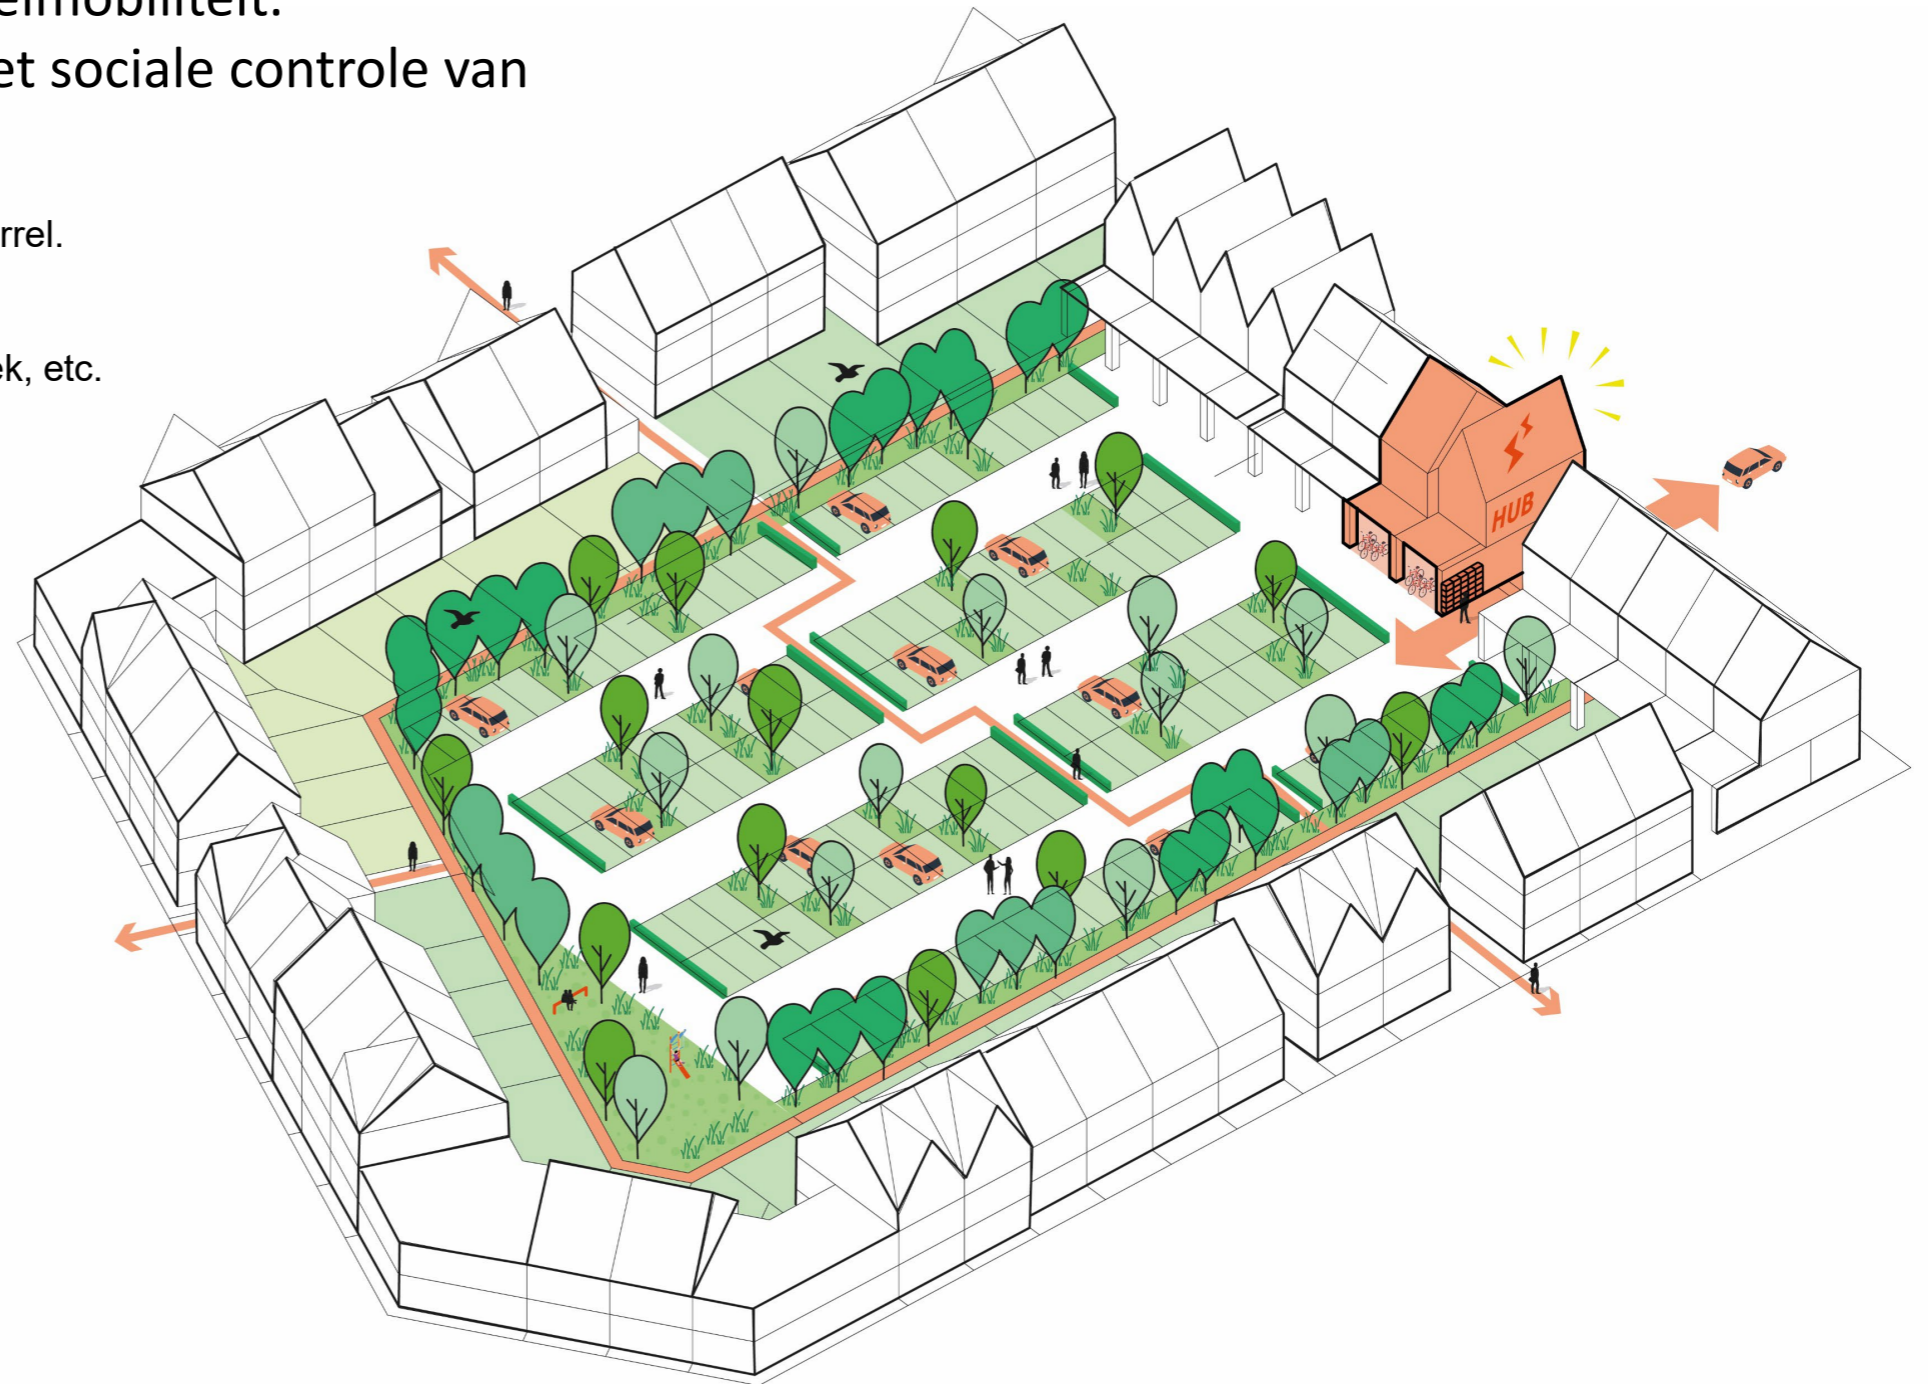 elmobiliteit.
et sociale controle van
rrel.
ek, etc.
HUB